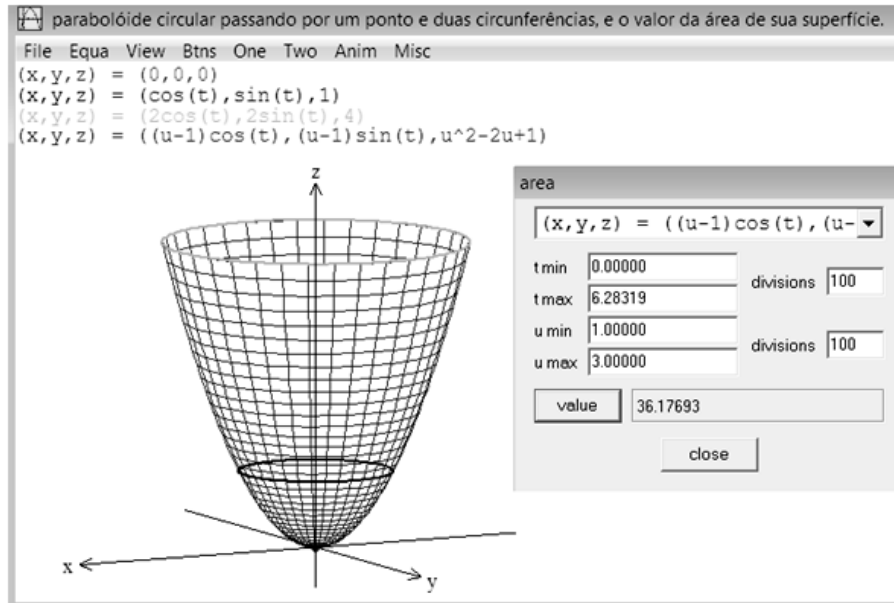 parabolóide circular passando por um ponto e duas circunferências, e o valor da área de sua superfície.
File Equa View Btns One Two Anim Misc
(x,y,z) = (0,0,0)
(x,y,z) = (cos(t),sin(t),1)
(x,y,z) = (2cos(t),2sin(t),4)
(x,y,z) = ((u-1)cos(t),(u-1)sin(t),u^2-2u+1)
z
x
y
area
(x,y,z) = ((u-1)cos(t),(u-
t min 0.00000
t max 6.28319
divisions 100
u min 1.00000
u max 3.00000
divisions 100
value 36.17693
close